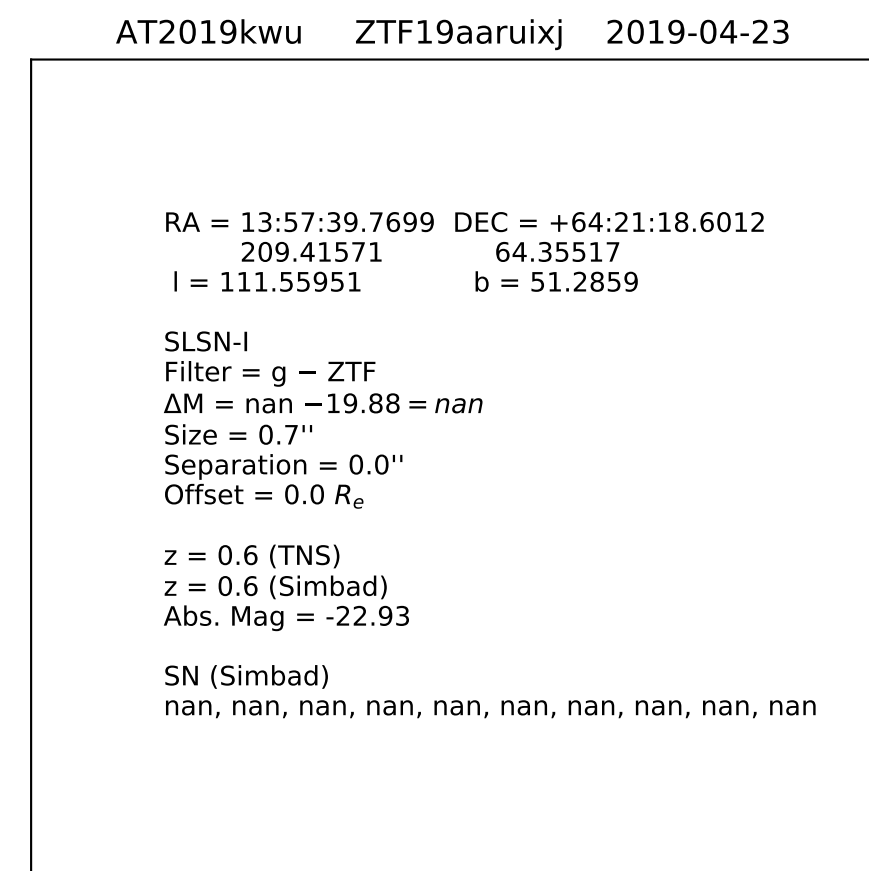 AT2019kwu ZTF19aaruixj 2019-04-23
RA = 13:57:39.7699 DEC = +64:21:18.6012
209.41571 64.35517
l = 111.55951 b = 51.2859
SLSN-I
Filter = g − ZTF
ΔM = nan −19.88 = nan
Size = 0.7''
Separation = 0.0''
Offset = 0.0 Rₑ
z = 0.6 (TNS)
z = 0.6 (Simbad)
Abs. Mag = -22.93
SN (Simbad)
nan, nan, nan, nan, nan, nan, nan, nan, nan, nan